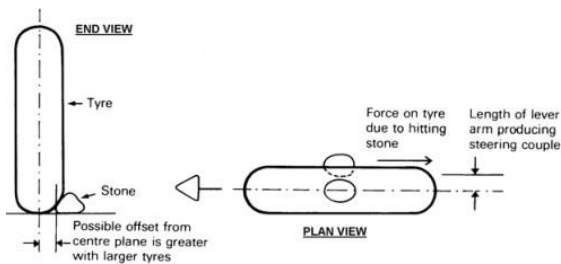 END VIEW
Tyre
Stone
Possible offset from
centre plane is greater
with larger tyres
Force on tyre
due to hitting
stone
Length of lever
arm producing
steering couple
PLAN VIEW